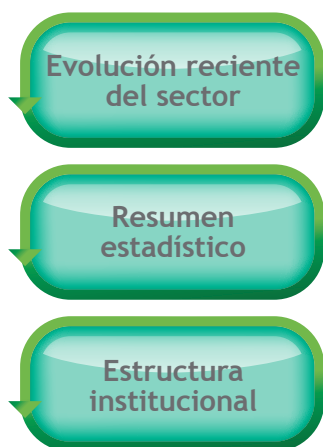 Evolución reciente
del sector
Resumen
estadístico
Estructura
institucional